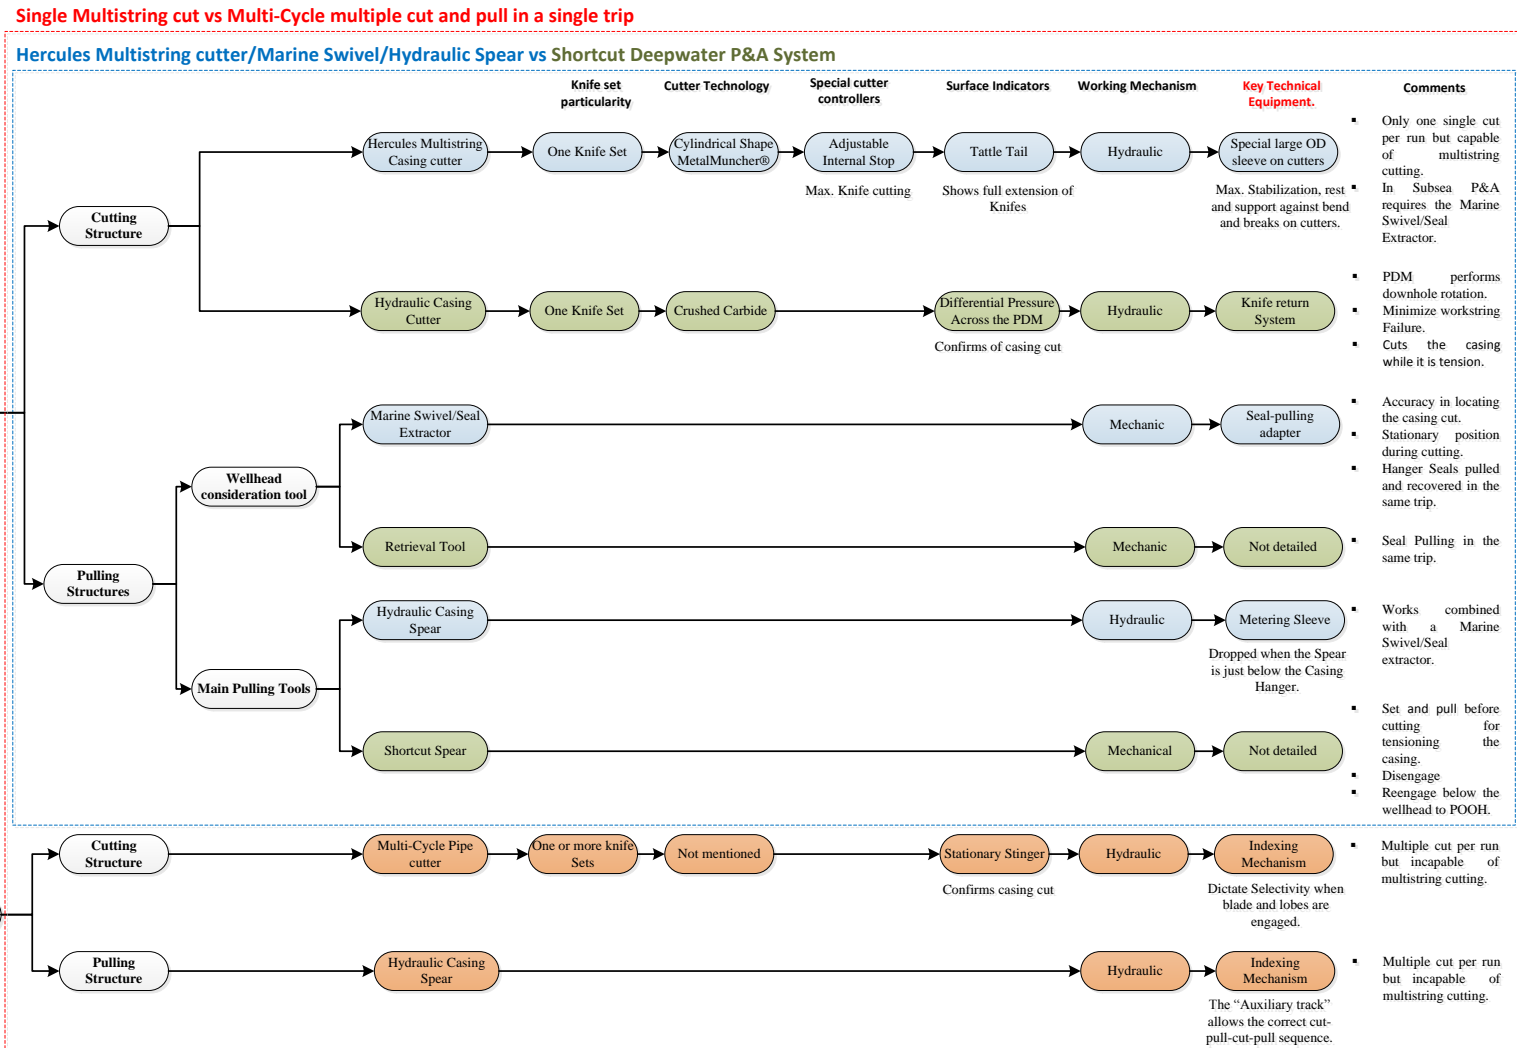 Single Multistring cut vs Multi-Cycle multiple cut and pull in a single trip
Hercules Multistring cutter/Marine Swivel/Hydraulic Spear vs Shortcut Deepwater P&A System
Knife set
particularity
Cutter Technology
Special cutter
controllers
Surface Indicators
Working Mechanism
Key Technical
Equipment.
Comments
Cutting
Structure
Hercules Multistring
Casing cutter
One Knife Set
Cylindrical Shape
MetalMuncher®
Adjustable
Internal Stop
Max. Knife cutting
Tattle Tail
Shows full extension of
Knifes
Hydraulic
Special large OD
sleeve on cutters
Max. Stabilization, rest
and support against bend
and breaks on cutters.
▪ Only one single cut
per run but capable
of multistring
cutting.
▪ In Subsea P&A
requires the Marine
Swivel/Seal
Extractor.
Hydraulic Casing
Cutter
One Knife Set
Crushed Carbide
Differential Pressure
Across the PDM
Confirms of casing cut
Hydraulic
Knife return
System
▪ PDM performs
downhole rotation.
▪ Minimize workstring
Failure.
▪ Cuts the casing
while it is tension.
Pulling
Structures
Wellhead
consideration tool
Marine Swivel/Seal
Extractor
Mechanic
Seal-pulling
adapter
▪ Accuracy in locating
the casing cut.
▪ Stationary position
during cutting.
▪ Hanger Seals pulled
and recovered in the
same trip.
Retrieval Tool
Mechanic
Not detailed
▪ Seal Pulling in the
same trip.
Main Pulling Tools
Hydraulic Casing
Spear
Hydraulic
Metering Sleeve
Dropped when the Spear
is just below the Casing
Hanger.
▪ Works combined
with a Marine
Swivel/Seal
extractor.
Shortcut Spear
Mechanical
Not detailed
▪ Set and pull before
cutting for
tensioning the
casing.
▪ Disengage
▪ Reengage below the
wellhead to POOH.
Cutting
Structure
Multi-Cycle Pipe
cutter
One or more knife
Sets
Not mentioned
Stationary Stinger
Confirms casing cut
Hydraulic
Indexing
Mechanism
Dictate Selectivity when
blade and lobes are
engaged.
▪ Multiple cut per run
but incapable of
multistring cutting.
Pulling
Structure
Hydraulic Casing
Spear
Hydraulic
Indexing
Mechanism
The “Auxiliary track”
allows the correct cut-
pull-cut-pull sequence.
▪ Multiple cut per run
but incapable of
multistring cutting.